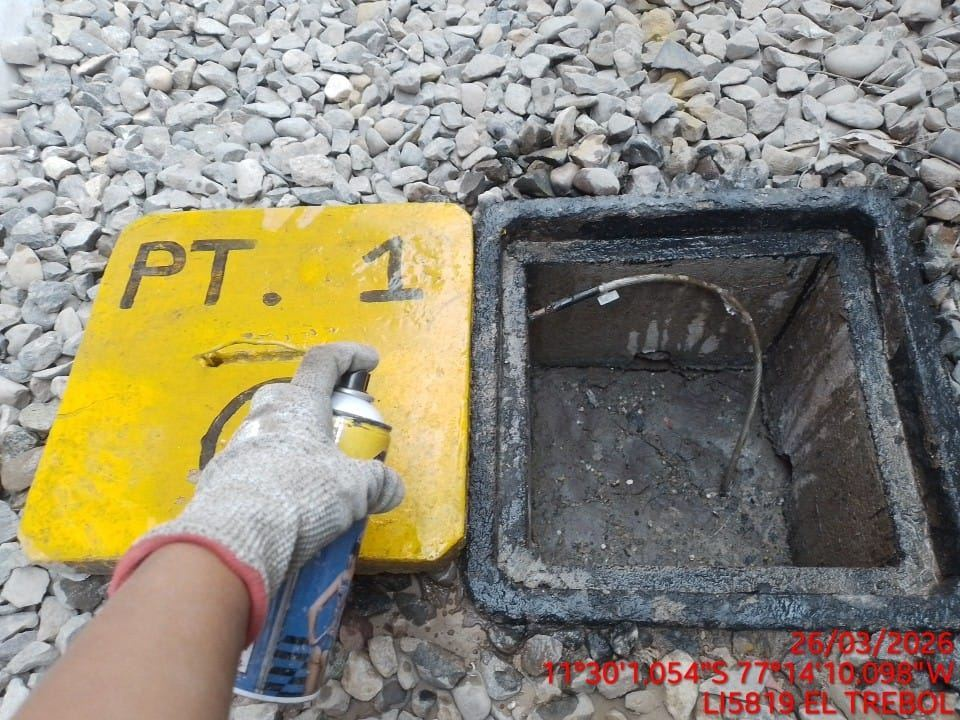 PT. 1
26/03/2026
11°30'1,054"S 77°14'10,098"W
LI5819 EL TREBOL